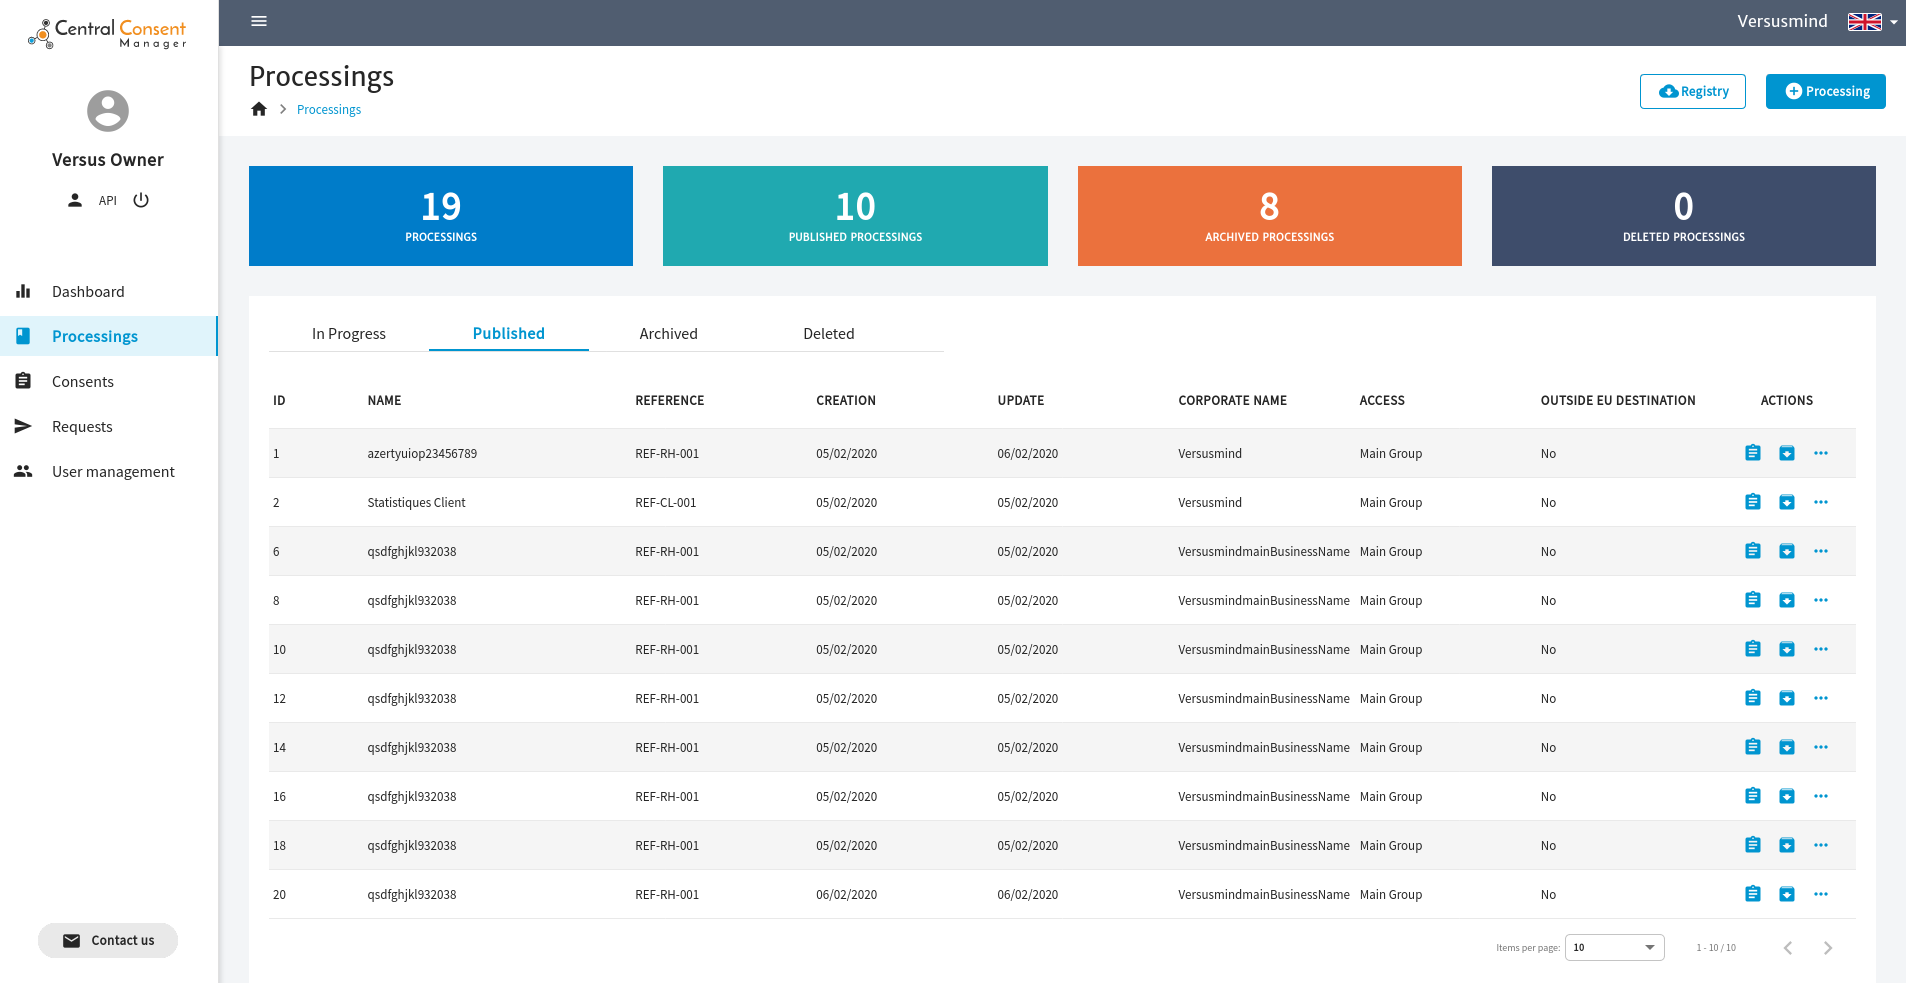 Central Consent
Manager
Versus Owner
API
Dashboard
Processings
Consents
Requests
User management
Contact us
Versusmind
Processings
Processings
Registry
Processing
19
PROCESSINGS
10
PUBLISHED PROCESSINGS
8
ARCHIVED PROCESSINGS
0
DELETED PROCESSINGS
In Progress Published Archived Deleted
ID NAME REFERENCE CREATION UPDATE CORPORATE NAME ACCESS OUTSIDE EU DESTINATION ACTIONS
1 azertyuiop23456789 REF-RH-001 05/02/2020 06/02/2020 Versusmind Main Group No
2 Statistiques Client REF-CL-001 05/02/2020 05/02/2020 Versusmind Main Group No
6 qsdfghjkl932038 REF-RH-001 05/02/2020 05/02/2020 VersusmindmainBusinessName Main Group No
8 qsdfghjkl932038 REF-RH-001 05/02/2020 05/02/2020 VersusmindmainBusinessName Main Group No
10 qsdfghjkl932038 REF-RH-001 05/02/2020 05/02/2020 VersusmindmainBusinessName Main Group No
12 qsdfghjkl932038 REF-RH-001 05/02/2020 05/02/2020 VersusmindmainBusinessName Main Group No
14 qsdfghjkl932038 REF-RH-001 05/02/2020 05/02/2020 VersusmindmainBusinessName Main Group No
16 qsdfghjkl932038 REF-RH-001 05/02/2020 05/02/2020 VersusmindmainBusinessName Main Group No
18 qsdfghjkl932038 REF-RH-001 05/02/2020 05/02/2020 VersusmindmainBusinessName Main Group No
20 qsdfghjkl932038 REF-RH-001 06/02/2020 06/02/2020 VersusmindmainBusinessName Main Group No
Items per page: 10 1 - 10 / 10